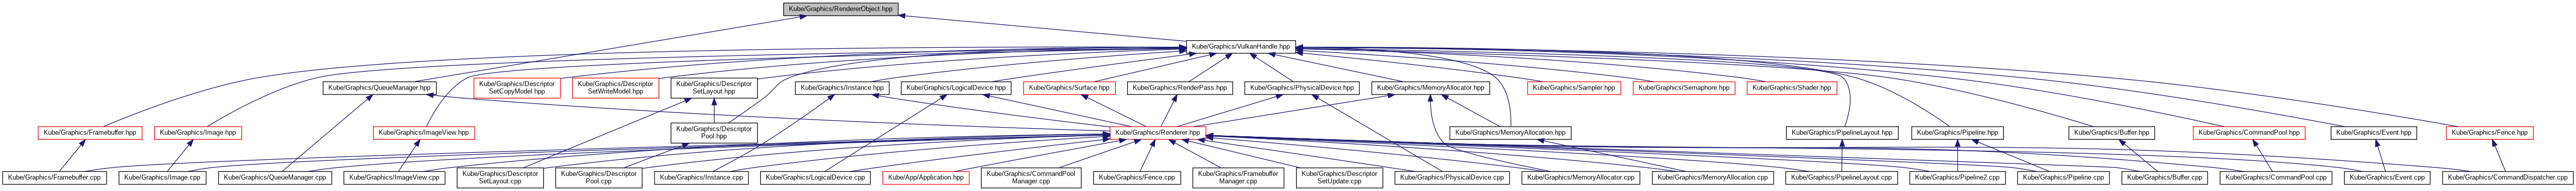 Kube/Graphics/RendererObject.hpp
Kube/Graphics/VulkanHandle.hpp
Kube/Graphics/QueueManager.hpp
Kube/Graphics/Descriptor
SetCopyModel.hpp
Kube/Graphics/Descriptor
SetWriteModel.hpp
Kube/Graphics/Descriptor
SetLayout.hpp
Kube/Graphics/Instance.hpp
Kube/Graphics/LogicalDevice.hpp
Kube/Graphics/Surface.hpp
Kube/Graphics/RenderPass.hpp
Kube/Graphics/PhysicalDevice.hpp
Kube/Graphics/MemoryAllocator.hpp
Kube/Graphics/Sampler.hpp
Kube/Graphics/Semaphore.hpp
Kube/Graphics/Shader.hpp
Kube/Graphics/Framebuffer.hpp
Kube/Graphics/Image.hpp
Kube/Graphics/ImageView.hpp
Kube/Graphics/Descriptor
Pool.hpp
Kube/Graphics/Renderer.hpp
Kube/Graphics/MemoryAllocation.hpp
Kube/Graphics/PipelineLayout.hpp
Kube/Graphics/Pipeline.hpp
Kube/Graphics/Buffer.hpp
Kube/Graphics/CommandPool.hpp
Kube/Graphics/Event.hpp
Kube/Graphics/Fence.hpp
Kube/Graphics/Framebuffer.cpp
Kube/Graphics/Image.cpp
Kube/Graphics/QueueManager.cpp
Kube/Graphics/ImageView.cpp
Kube/Graphics/Descriptor
SetLayout.cpp
Kube/Graphics/Descriptor
Pool.cpp
Kube/Graphics/Instance.cpp
Kube/Graphics/LogicalDevice.cpp
Kube/App/Application.hpp
Kube/Graphics/CommandPool
Manager.cpp
Kube/Graphics/Fence.cpp
Kube/Graphics/Framebuffer
Manager.cpp
Kube/Graphics/Descriptor
SetUpdate.cpp
Kube/Graphics/PhysicalDevice.cpp
Kube/Graphics/MemoryAllocator.cpp
Kube/Graphics/MemoryAllocation.cpp
Kube/Graphics/PipelineLayout.cpp
Kube/Graphics/Pipeline2.cpp
Kube/Graphics/Pipeline.cpp
Kube/Graphics/Buffer.cpp
Kube/Graphics/CommandPool.cpp
Kube/Graphics/Event.cpp
Kube/Graphics/CommandDispatcher.cpp